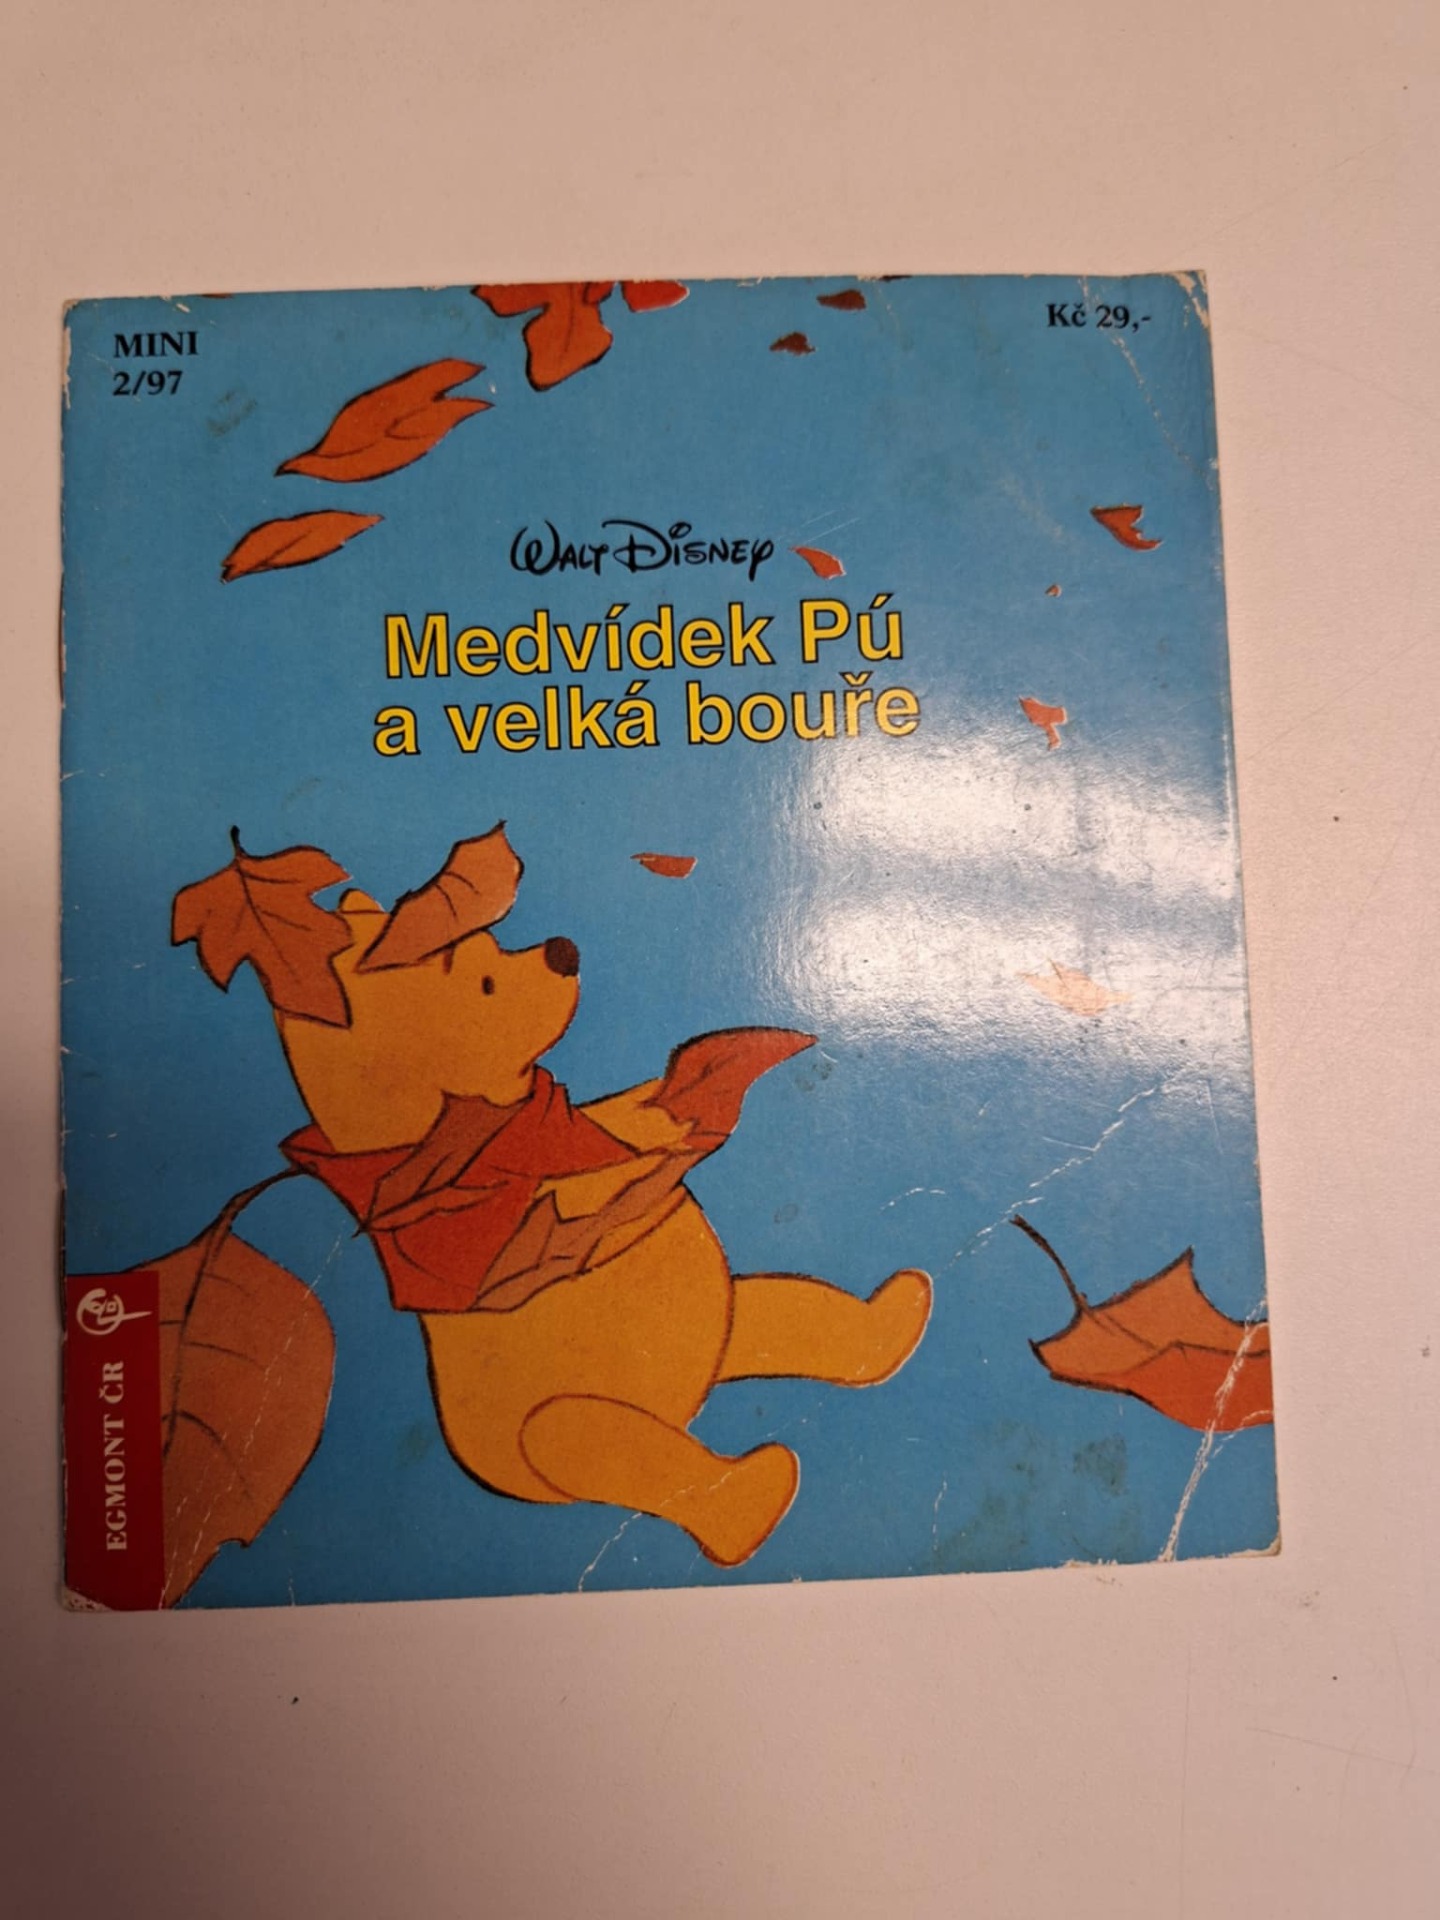 MINI
2/97
Kč 29,-
WALT DISNEY
Medvídek Pú
a velká bouře
EGMONT ČR